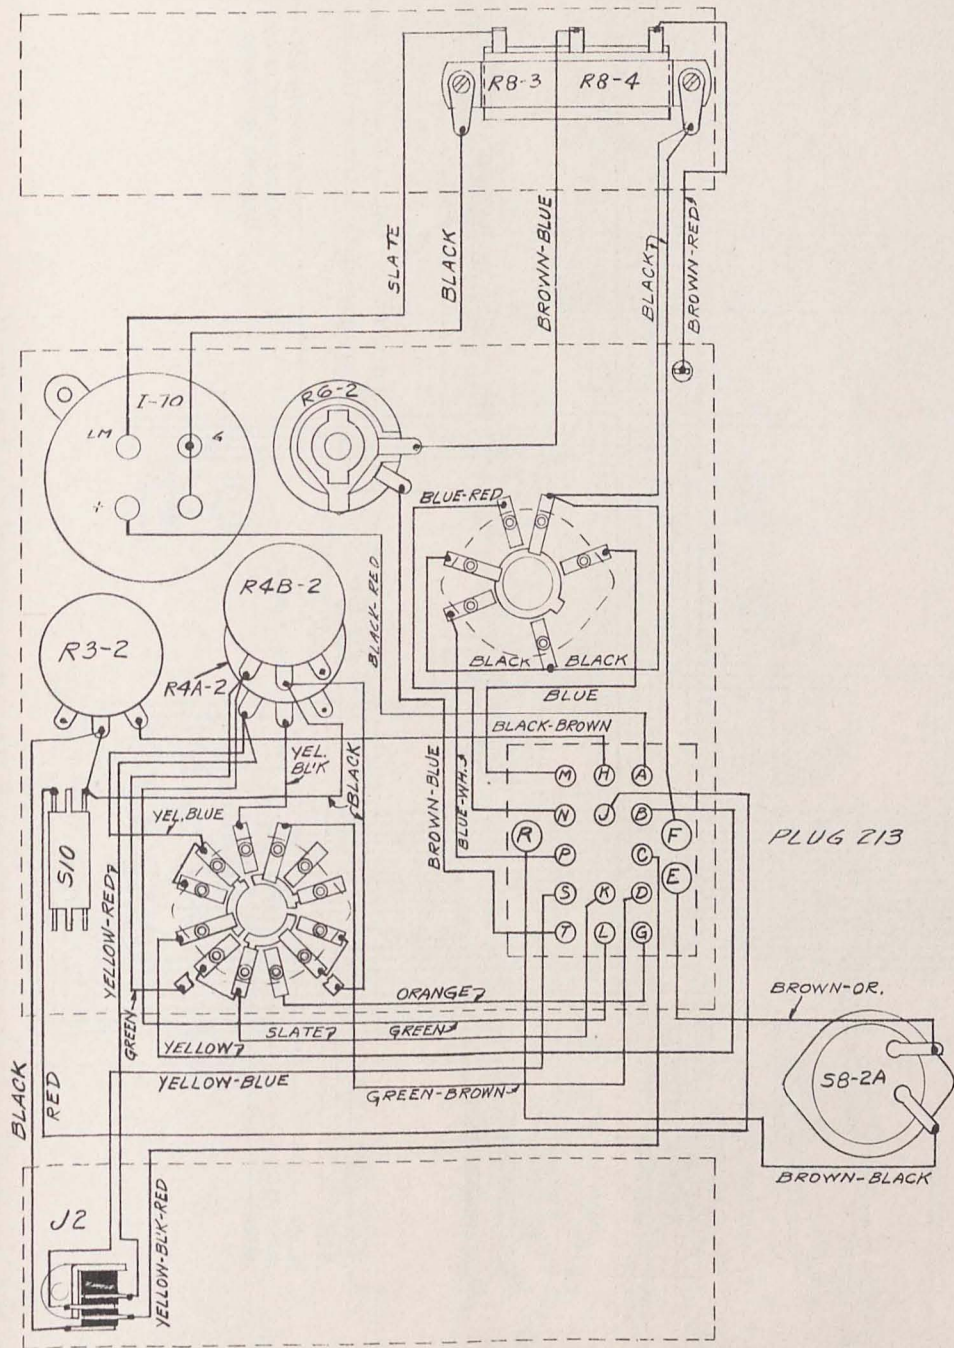 R8-3 R8-4
SLATE
BLACK
BROWN-BLUE
BLACK
BROWN-RED
I-70
LM
G
+
R6-2
BLUE-RED
BLACK-RED
R4B-2
R3-2
R4A-2
BLACK BLACK
BLUE
BLACK-BROWN
YEL.
BL'K
BLACK
BROWN-BLUE
BLUE-WH.
YEL. BLUE
S10
M H A
N J B
R F
P C
E
S K D
T L G
PLUG 213
YELLOW-RED
ORANGE
GREEN
SLATE GREEN
YELLOW
YELLOW-BLUE
GREEN-BROWN
BROWN-OR.
S8-2A
BROWN-BLACK
BLACK
RED
J2
YELLOW-BL'K-RED